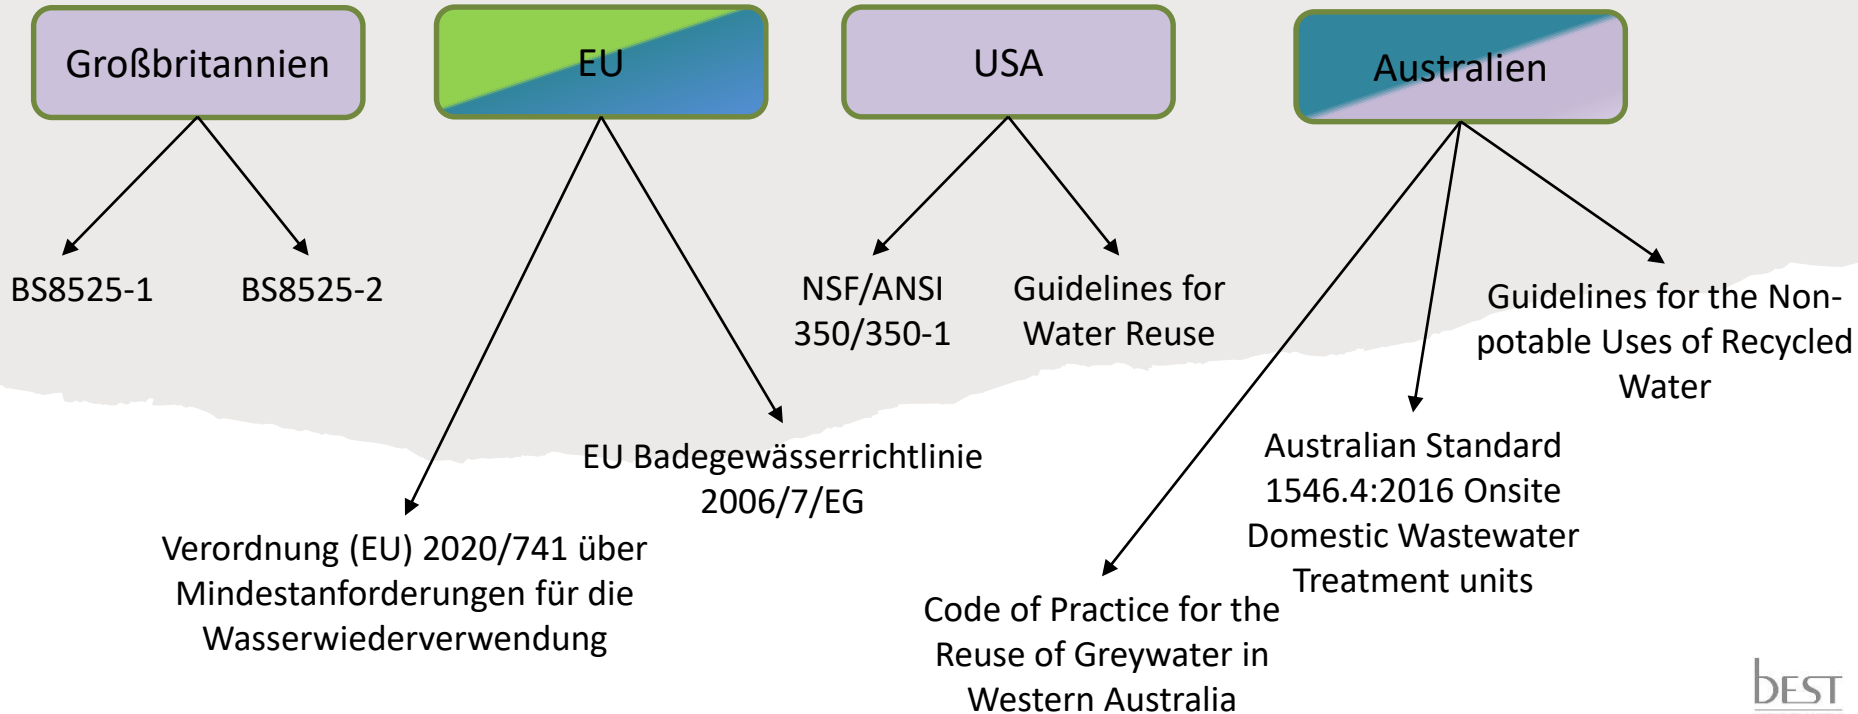 Großbritannien
EU
USA
Australien
BS8525-1
BS8525-2
NSF/ANSI
350/350-1
Guidelines for
Water Reuse
Guidelines for the Non-
potable Uses of Recycled
Water
EU Badegewässerrichtlinie
2006/7/EG
Australian Standard
1546.4:2016 Onsite
Domestic Wastewater
Treatment units
Verordnung (EU) 2020/741 über
Mindestanforderungen für die
Wasserwiederverwendung
Code of Practice for the
Reuse of Greywater in
Western Australia
bEST